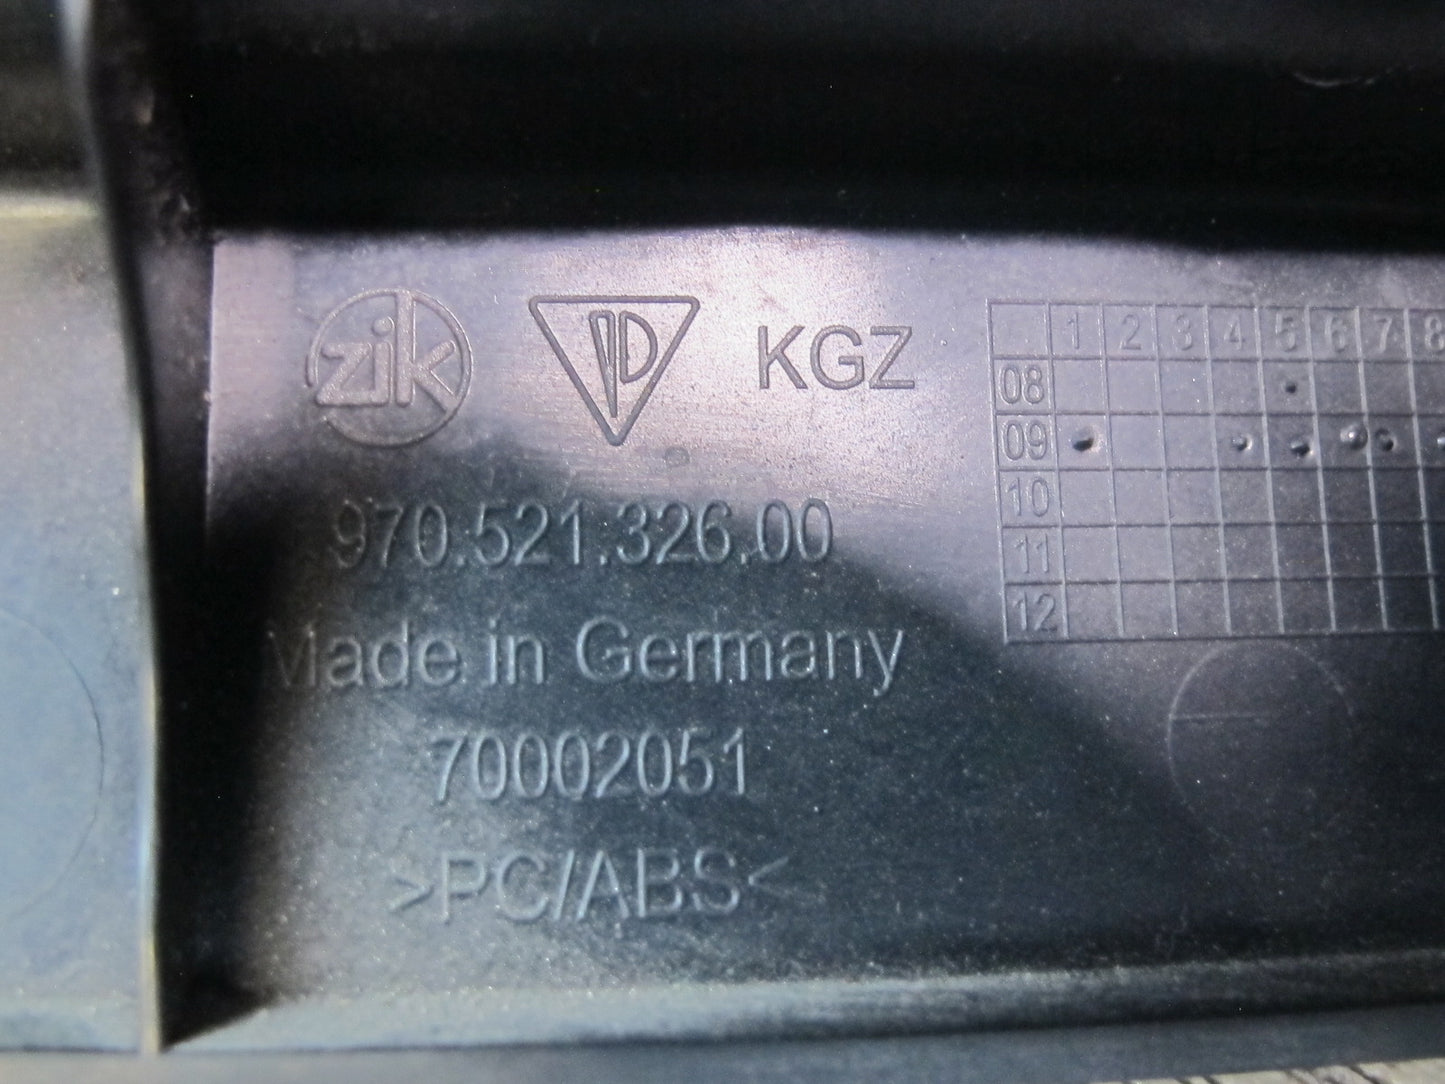 zik PD KGZ
970.521.326.00
Made in Germany
70002051
>PC/ABS<
1 2 3 4 5 6 7 8
08
09
10
11
12